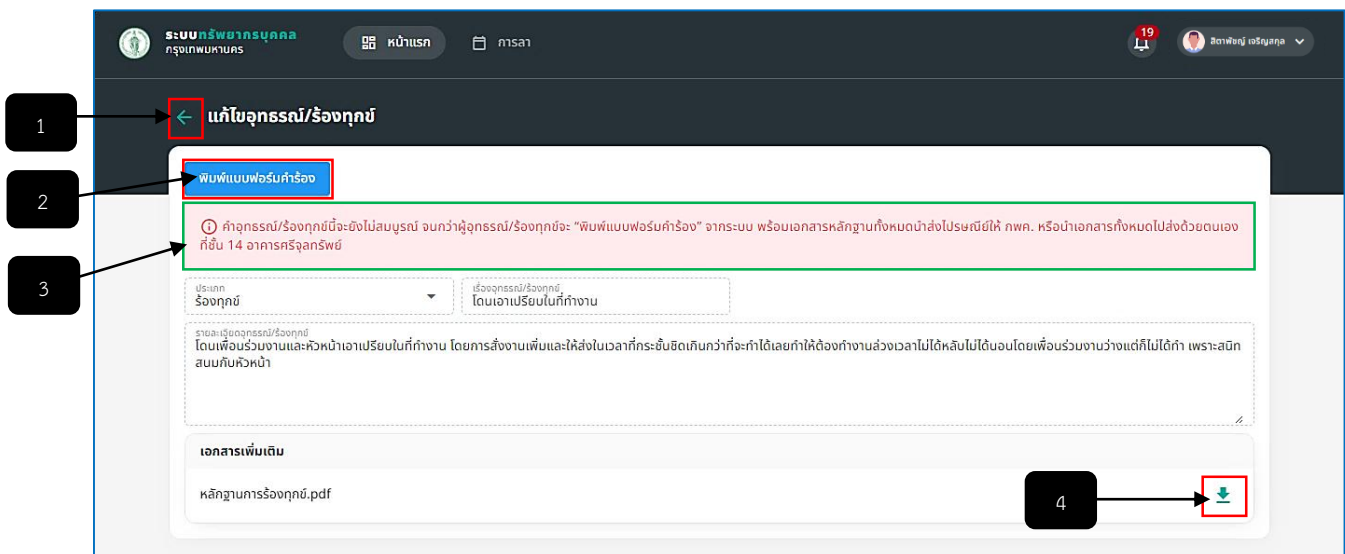 ระบบทรัพยากรบุคคล
กรุงเทพมหานคร
หน้าแรก
การลา
19
สิตาพัชญ์ เจริญสกุล
1
แก้ไขอุทธรณ์/ร้องทุกข์
2
พิมพ์แบบฟอร์มคำร้อง
3
คำอุทธรณ์/ร้องทุกข์นี้จะยังไม่สมบูรณ์ จนกว่าผู้อุทธรณ์/ร้องทุกข์จะ "พิมพ์แบบฟอร์มคำร้อง" จากระบบ พร้อมเอกสารหลักฐานทั้งหมดนำส่งไปรษณีย์ให้ กพค. หรือนำเอกสารทั้งหมดไปส่งด้วยตนเอง
ที่ชั้น 14 อาคารศรีจุลทรัพย์
ประเภท
ร้องทุกข์
เรื่องอุทธรณ์/ร้องทุกข์
โดนเอาเปรียบในที่ทำงาน
รายละเอียดอุทธรณ์/ร้องทุกข์
โดนเพื่อนร่วมงานและหัวหน้าเอาเปรียบในที่ทำงาน โดยการสั่งงานเพิ่มและให้ส่งในเวลาที่กระชั้นชิดเกินกว่าที่จะทำได้เลยทำให้ต้องทำงานล่วงเวลาไม่ได้หลับไม่ได้นอนโดยเพื่อนร่วมงานว่างแต่ก็ไม่ได้ทำ เพราะสนิท
สนมกับหัวหน้า
เอกสารเพิ่มเติม
หลักฐานการร้องทุกข์.pdf
4